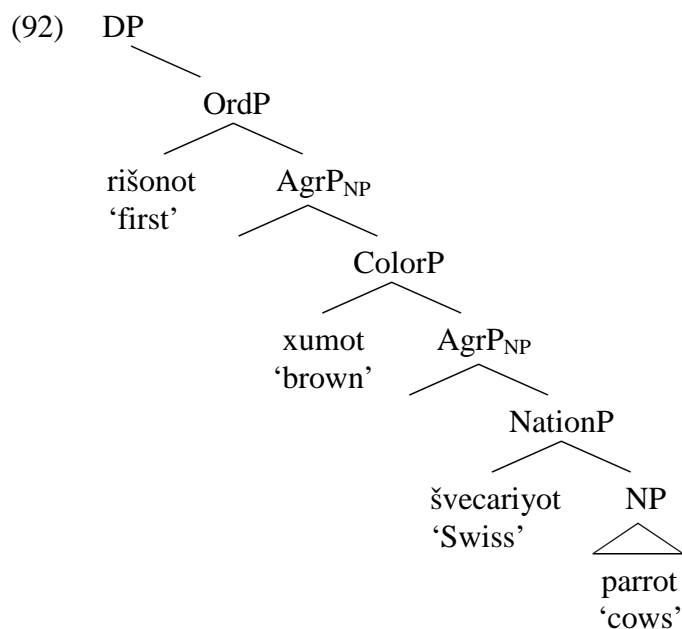 (92) DP
OrdP
rišonot AgrP_NP
‘first’
ColorP
xumot AgrP_NP
‘brown’
NationP
švecariyot NP
‘Swiss’
parrot
‘cows’